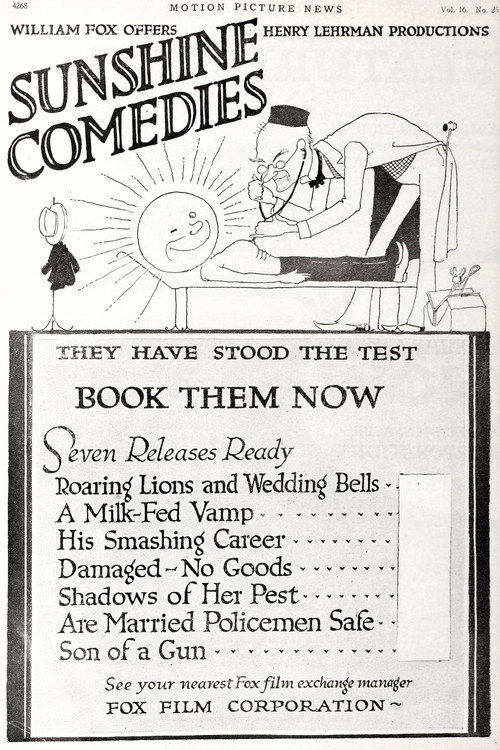 4268
MOTION PICTURE NEWS
Vol. 16. No. 25
WILLIAM FOX OFFERS
HENRY LEHRMAN PRODUCTIONS
SUNSHINE
COMEDIES
THEY HAVE STOOD THE TEST
BOOK THEM NOW
Seven Releases Ready
Roaring Lions and Wedding Bells
A Milk-Fed Vamp
His Smashing Career
Damaged~No Goods
Shadows of Her Pest
Are Married Policemen Safe
Son of a Gun
See your nearest Fox film exchange manager
FOX FILM CORPORATION~